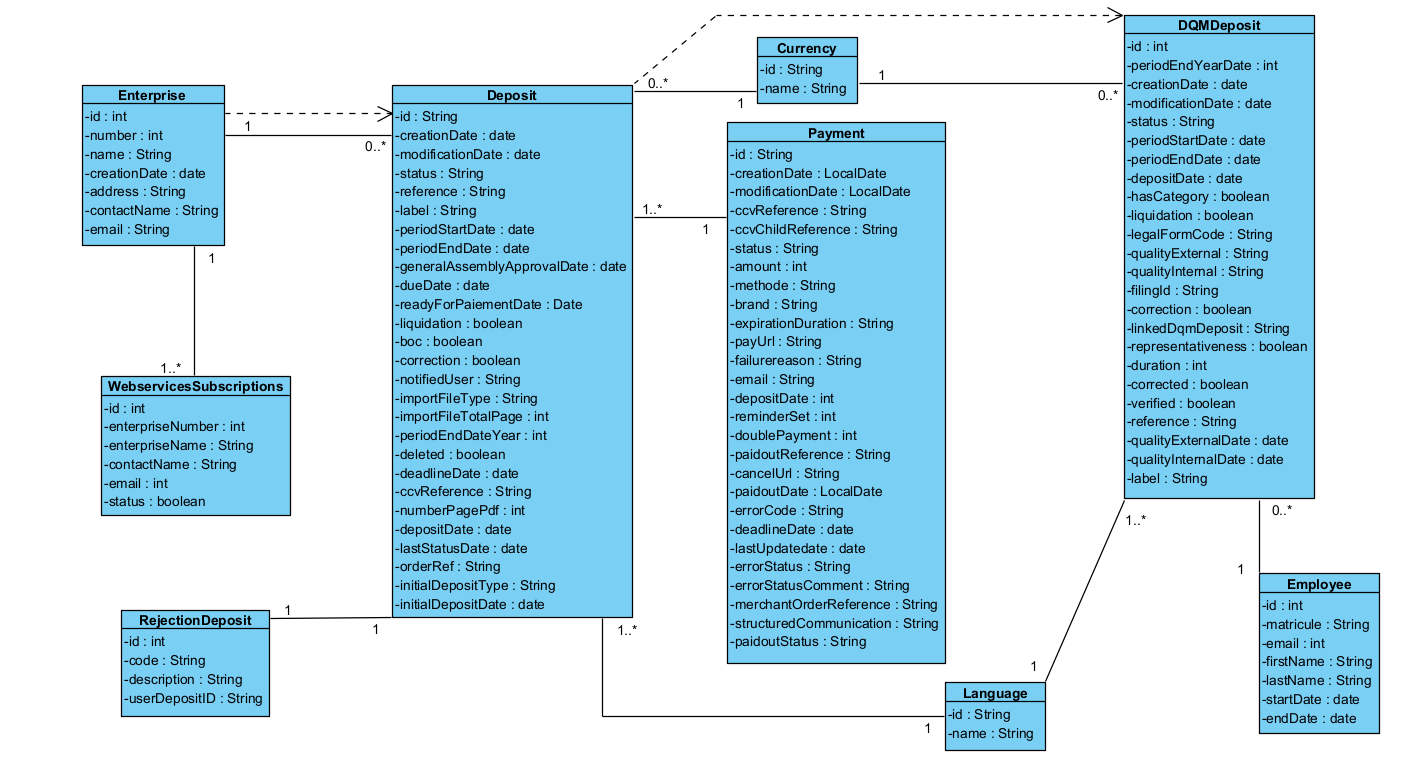 Enterprise
-id : int
-number : int
-name : String
-creationDate : date
-address : String
-contactName : String
-email : String
1
0..*
1
1..*
WebservicesSubscriptions
-id : int
-enterpriseNumber : int
-enterpriseName : String
-contactName : String
-email : int
-status : boolean
RejectionDeposit
-id : int
-code : String
-description : String
-userDepositID : String
1
1
Deposit
-id : String
-creationDate : date
-modificationDate : date
-status : String
-reference : String
-label : String
-periodStartDate : date
-periodEndDate : date
-generalAssemblyApprovalDate : date
-dueDate : date
-readyForPaiementDate : Date
-liquidation : boolean
-boc : boolean
-correction : boolean
-notifiedUser : String
-importFileType : String
-importFileTotalPage : int
-periodEndDateYear : int
-deleted : boolean
-deadlineDate : date
-ccvReference : String
-numberPagePdf : int
-depositDate : date
-lastStatusDate : date
-orderRef : String
-initialDepositType : String
-initialDepositDate : date
0..*
1
1..*
1
1..*
1
Currency
-id : String
-name : String
1
0..*
Payment
-id : String
-creationDate : LocalDate
-modificationDate : LocalDate
-ccvReference : String
-ccvChildReference : String
-status : String
-amount : int
-methode : String
-brand : String
-expirationDuration : String
-payUrl : String
-failurereason : String
-email : String
-depositDate : int
-reminderSet : int
-doublePayment : int
-paidoutReference : String
-cancelUrl : String
-paidoutDate : LocalDate
-errorCode : String
-deadlineDate : date
-lastUpdatedate : date
-errorStatus : String
-errorStatusComment : String
-merchantOrderReference : String
-structuredCommunication : String
-paidoutStatus : String
DQMDeposit
-id : int
-periodEndYearDate : int
-creationDate : date
-modificationDate : date
-status : String
-periodStartDate : date
-periodEndDate : date
-depositDate : date
-hasCategory : boolean
-liquidation : boolean
-legalFormCode : String
-qualityExternal : String
-qualityInternal : String
-filingId : String
-correction : boolean
-linkedDqmDeposit : String
-representativeness : boolean
-duration : int
-corrected : boolean
-verified : boolean
-reference : String
-qualityExternalDate : date
-qualityInternalDate : date
-label : String
1..*
1
0..*
1
Language
-id : String
-name : String
Employee
-id : int
-matricule : String
-email : int
-firstName : String
-lastName : String
-startDate : date
-endDate : date